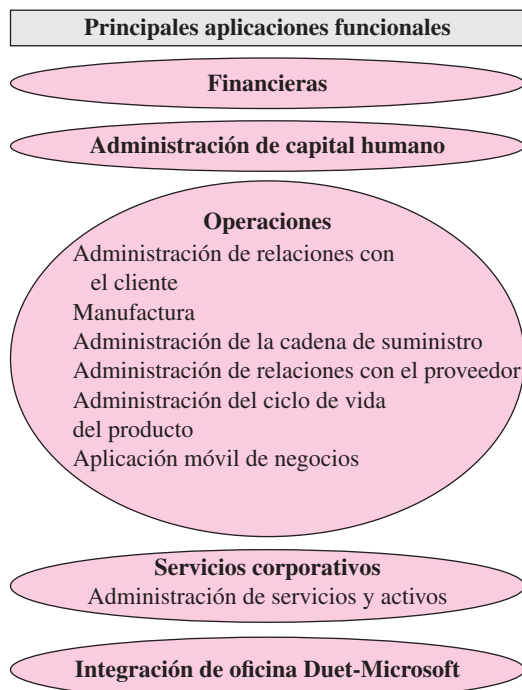 Principales aplicaciones funcionales
Financieras
Administración de capital humano
Operaciones
Administración de relaciones con
el cliente
Manufactura
Administración de la cadena de suministro
Administración de relaciones con el proveedor
Administración del ciclo de vida
del producto
Aplicación móvil de negocios
Servicios corporativos
Administración de servicios y activos
Integración de oficina Duet-Microsoft